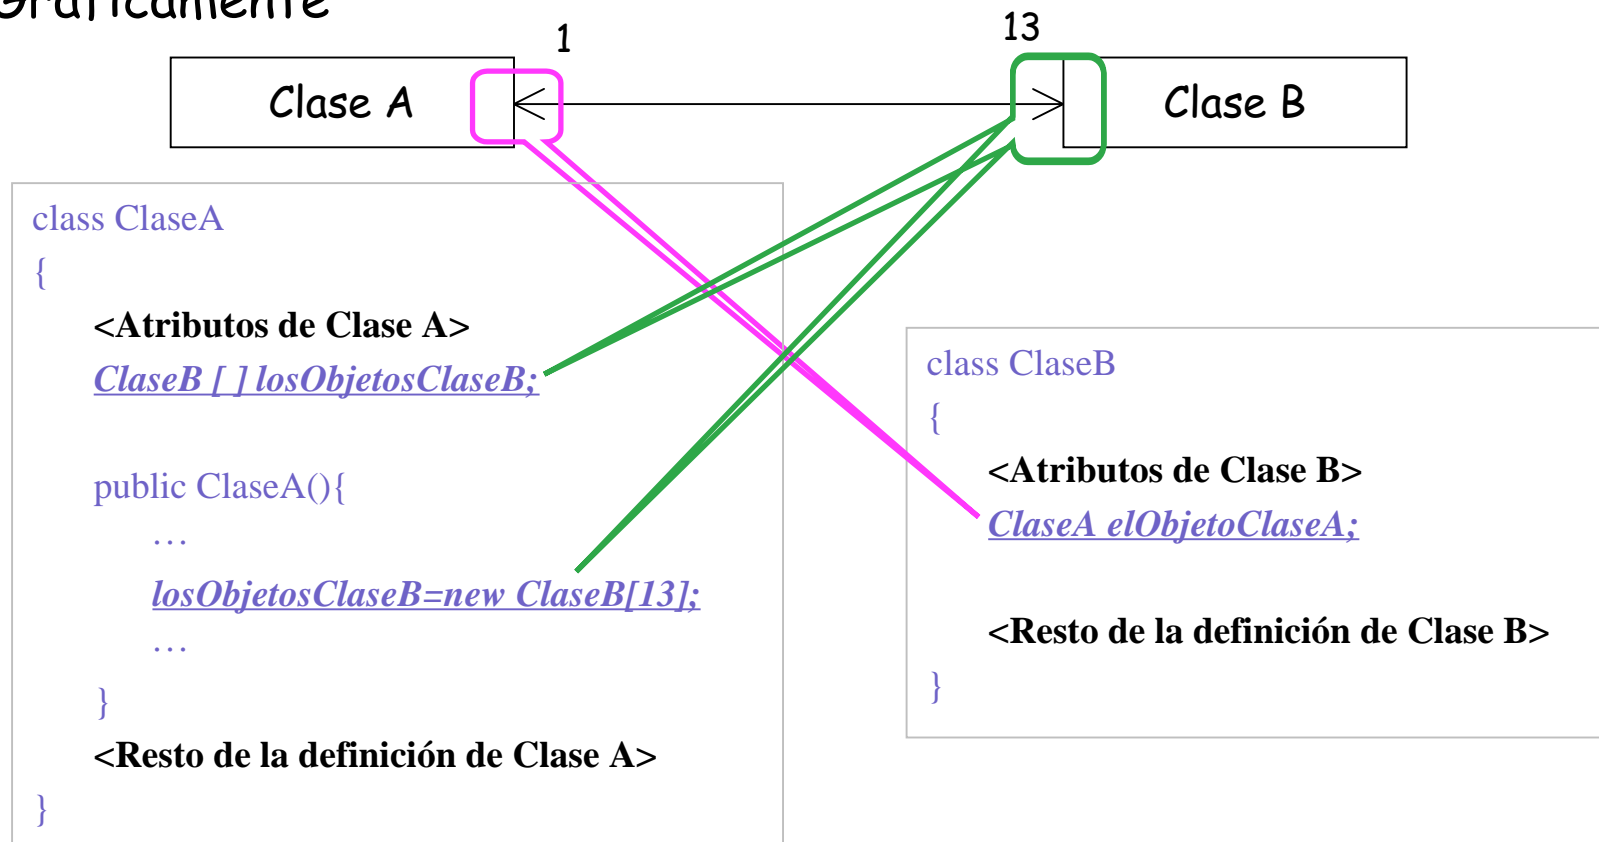 Gráficamente
1
13
Clase A
Clase B
class ClaseA
{
<Atributos de Clase A>
ClaseB [ ] losObjetosClaseB;
public ClaseA(){
…
losObjetosClaseB=new ClaseB[13];
…
}
<Resto de la definición de Clase A>
}
class ClaseB
{
<Atributos de Clase B>
ClaseA elObjetoClaseA;
<Resto de la definición de Clase B>
}